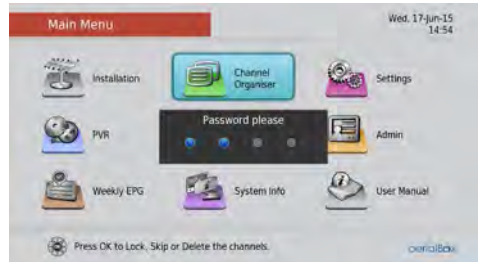 Main Menu
Wed, 17-Jun-15
14:54
Installation
Channel
Organiser
Settings
PVR
Password please
Admin
Weekly EPG
System Info
User Manual
Press OK to Lock, Skip or Delete the channels.
aerialBox